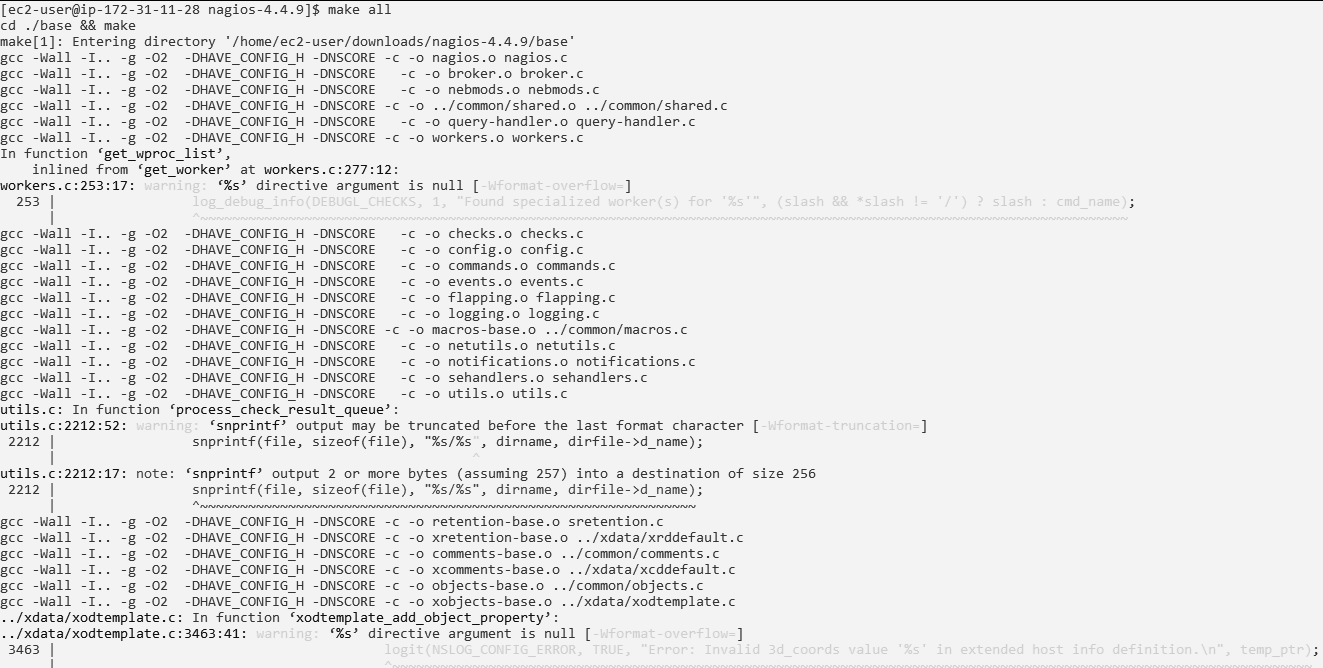 [ec2-user@ip-172-31-11-28 nagios-4.4.9]$ make all
cd ./base && make
make[1]: Entering directory '/home/ec2-user/downloads/nagios-4.4.9/base'
gcc -Wall -I.. -g -O2  -DHAVE_CONFIG_H -DNSCORE -c -o nagios.o nagios.c
gcc -Wall -I.. -g -O2  -DHAVE_CONFIG_H -DNSCORE   -c -o broker.o broker.c
gcc -Wall -I.. -g -O2  -DHAVE_CONFIG_H -DNSCORE   -c -o nebmods.o nebmods.c
gcc -Wall -I.. -g -O2  -DHAVE_CONFIG_H -DNSCORE -c -o ../common/shared.o ../common/shared.c
gcc -Wall -I.. -g -O2  -DHAVE_CONFIG_H -DNSCORE   -c -o query-handler.o query-handler.c
gcc -Wall -I.. -g -O2  -DHAVE_CONFIG_H -DNSCORE   -c -o workers.o workers.c
In function ‘get_wproc_list’,
    inlined from ‘get_worker’ at workers.c:277:12:
workers.c:253:17: warning: ‘%s’ directive argument is null [-Wformat-overflow=]
  253 |                 log_debug_info(DEBUGL_CHECKS, 1, "Found specialized worker(s) for '%s'", (slash && *slash != '/') ? slash : cmd_name);
      |                 ^~~~~~~~~~~~~~~~~~~~~~~~~~~~~~~~~~~~~~~~~~~~~~~~~~~~~~~~~~~~~~~~~~~~~~~~~~~~~~~~~~~~~~~~~~~~~~~~~~~~~~~~~~~~~~~~~~~~~
gcc -Wall -I.. -g -O2  -DHAVE_CONFIG_H -DNSCORE   -c -o checks.o checks.c
gcc -Wall -I.. -g -O2  -DHAVE_CONFIG_H -DNSCORE   -c -o config.o config.c
gcc -Wall -I.. -g -O2  -DHAVE_CONFIG_H -DNSCORE   -c -o commands.o commands.c
gcc -Wall -I.. -g -O2  -DHAVE_CONFIG_H -DNSCORE   -c -o events.o events.c
gcc -Wall -I.. -g -O2  -DHAVE_CONFIG_H -DNSCORE   -c -o flapping.o flapping.c
gcc -Wall -I.. -g -O2  -DHAVE_CONFIG_H -DNSCORE   -c -o logging.o logging.c
gcc -Wall -I.. -g -O2  -DHAVE_CONFIG_H -DNSCORE -c -o macros-base.o ../common/macros.c
gcc -Wall -I.. -g -O2  -DHAVE_CONFIG_H -DNSCORE   -c -o netutils.o netutils.c
gcc -Wall -I.. -g -O2  -DHAVE_CONFIG_H -DNSCORE   -c -o notifications.o notifications.c
gcc -Wall -I.. -g -O2  -DHAVE_CONFIG_H -DNSCORE   -c -o sehandlers.o sehandlers.c
gcc -Wall -I.. -g -O2  -DHAVE_CONFIG_H -DNSCORE   -c -o utils.o utils.c
utils.c: In function ‘process_check_result_queue’:
utils.c:2212:52: warning: ‘snprintf’ output may be truncated before the last format character [-Wformat-truncation=]
 2212 |                 snprintf(file, sizeof(file), "%s/%s", dirname, dirfile->d_name);
      |                                                    ^
utils.c:2212:17: note: ‘snprintf’ output 2 or more bytes (assuming 257) into a destination of size 256
 2212 |                 snprintf(file, sizeof(file), "%s/%s", dirname, dirfile->d_name);
      |                 ^~~~~~~~~~~~~~~~~~~~~~~~~~~~~~~~~~~~~~~~~~~~~~~~~~~~~~~~~~~~~~~
gcc -Wall -I.. -g -O2  -DHAVE_CONFIG_H -DNSCORE -c -o retention-base.o sretention.c
gcc -Wall -I.. -g -O2  -DHAVE_CONFIG_H -DNSCORE -c -o xretention-base.o ../xdata/xrddefault.c
gcc -Wall -I.. -g -O2  -DHAVE_CONFIG_H -DNSCORE -c -o comments-base.o ../common/comments.c
gcc -Wall -I.. -g -O2  -DHAVE_CONFIG_H -DNSCORE -c -o xcomments-base.o ../xdata/xcddefault.c
gcc -Wall -I.. -g -O2  -DHAVE_CONFIG_H -DNSCORE -c -o objects-base.o ../common/objects.c
gcc -Wall -I.. -g -O2  -DHAVE_CONFIG_H -DNSCORE -c -o xobjects-base.o ../xdata/xodtemplate.c
../xdata/xodtemplate.c: In function ‘xodtemplate_add_object_property’:
../xdata/xodtemplate.c:3463:41: warning: ‘%s’ directive argument is null [-Wformat-overflow=]
 3463 |                                         logit(NSLOG_CONFIG_ERROR, TRUE, "Error: Invalid 3d_coords value '%s' in extended host info definition.\n", temp_ptr);
      |                                         ^~~~~~~~~~~~~~~~~~~~~~~~~~~~~~~~~~~~~~~~~~~~~~~~~~~~~~~~~~~~~~~~~~~~~~~~~~~~~~~~~~~~~~~~~~~~~~~~~~~~~~~~~~~~~~~~~~~